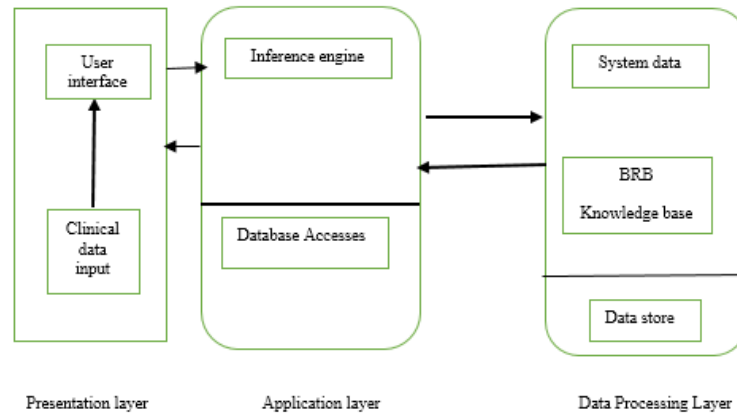 User
interface
Clinical
data
input
Inference engine
Database Accesses
System data
BRB
Knowledge base
Data store
Presentation layer
Application layer
Data Processing Layer